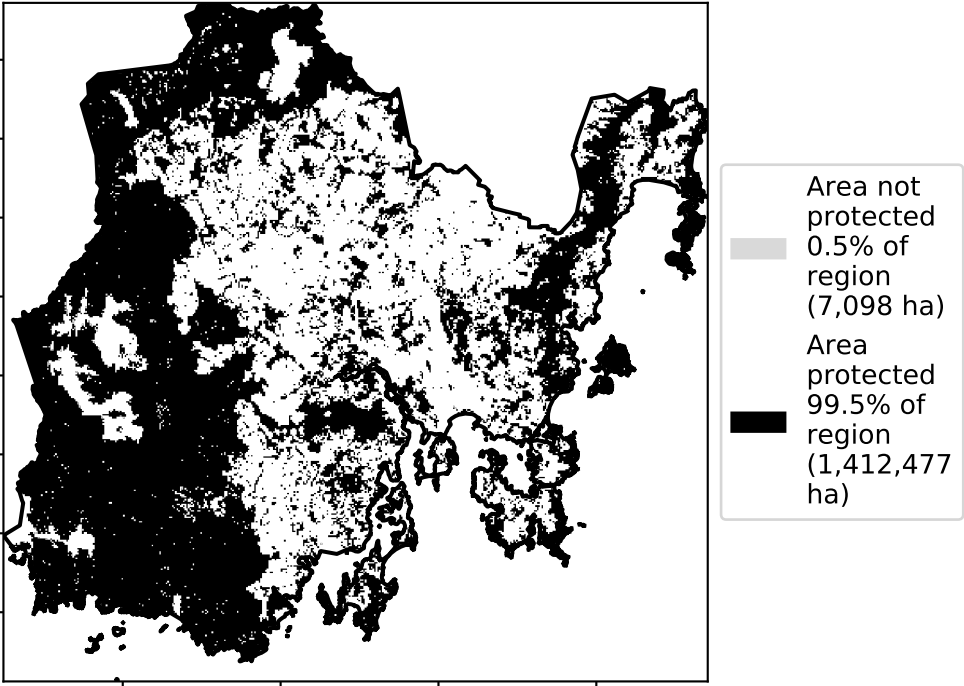 Area not
protected
0.5% of
region
(7,098 ha)
Area
protected
99.5% of
region
(1,412,477
ha)